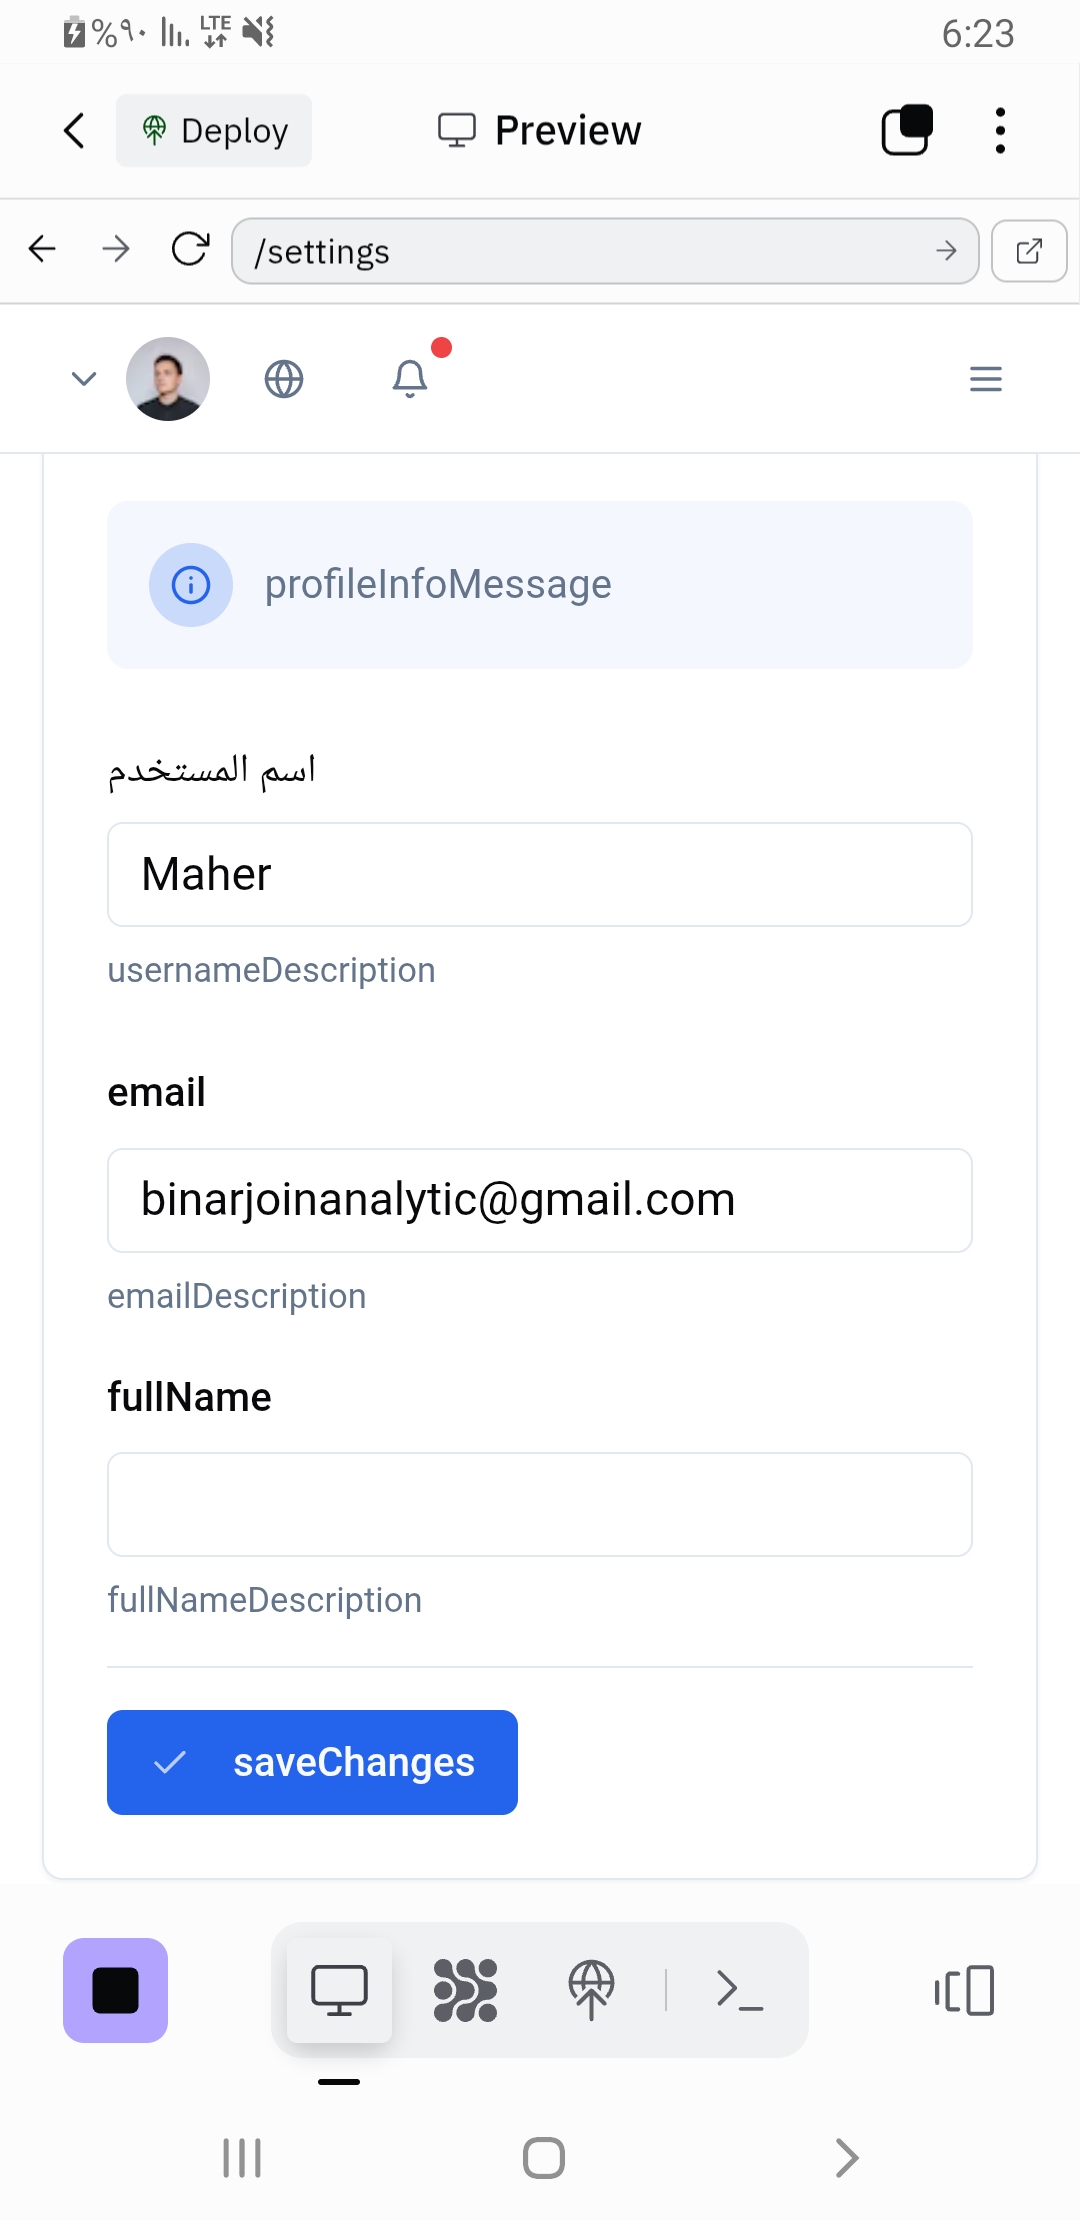 %٩٠ LTE 6:23
Deploy Preview
/settings
profileInfoMessage
اسم المستخدم
Maher
usernameDescription
email
binarjoinanalytic@gmail.com
emailDescription
fullName
fullNameDescription
saveChanges